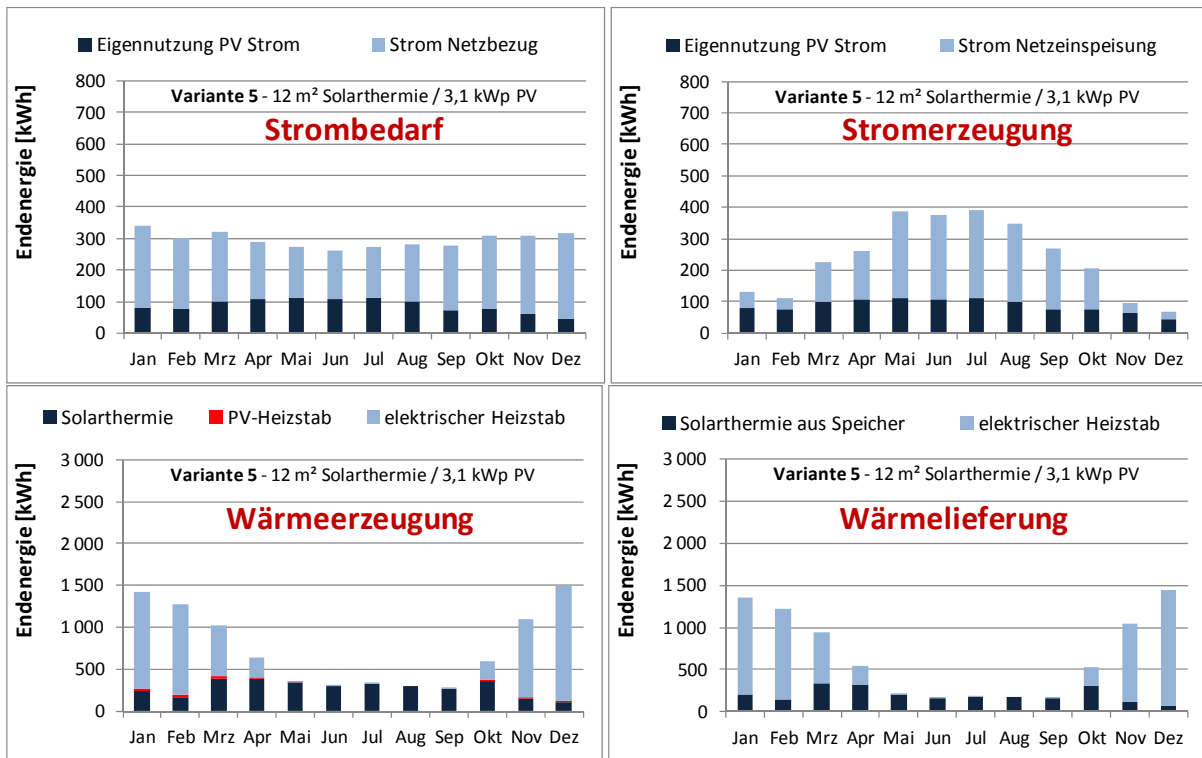 Eigennutzung PV Strom Strom Netzbezug
Endenergie [kWh]
800
700
600
500
400
300
200
100
0
Variante 5 - 12 m² Solarthermie / 3,1 kWp PV
Strombedarf
Jan Feb Mrz Apr Mai Jun Jul Aug Sep Okt Nov Dez
Eigennutzung PV Strom Strom Netzeinspeisung
Endenergie [kWh]
800
700
600
500
400
300
200
100
0
Variante 5 - 12 m² Solarthermie / 3,1 kWp PV
Stromerzeugung
Jan Feb Mrz Apr Mai Jun Jul Aug Sep Okt Nov Dez
Solarthermie PV-Heizstab elektrischer Heizstab
Endenergie [kWh]
3 000
2 500
2 000
1 500
1 000
500
0
Variante 5 - 12 m² Solarthermie / 3,1 kWp PV
Wärmeerzeugung
Jan Feb Mrz Apr Mai Jun Jul Aug Sep Okt Nov Dez
Solarthermie aus Speicher elektrischer Heizstab
Endenergie [kWh]
3 000
2 500
2 000
1 500
1 000
500
0
Variante 5 - 12 m² Solarthermie / 3,1 kWp PV
Wärmelieferung
Jan Feb Mrz Apr Mai Jun Jul Aug Sep Okt Nov Dez